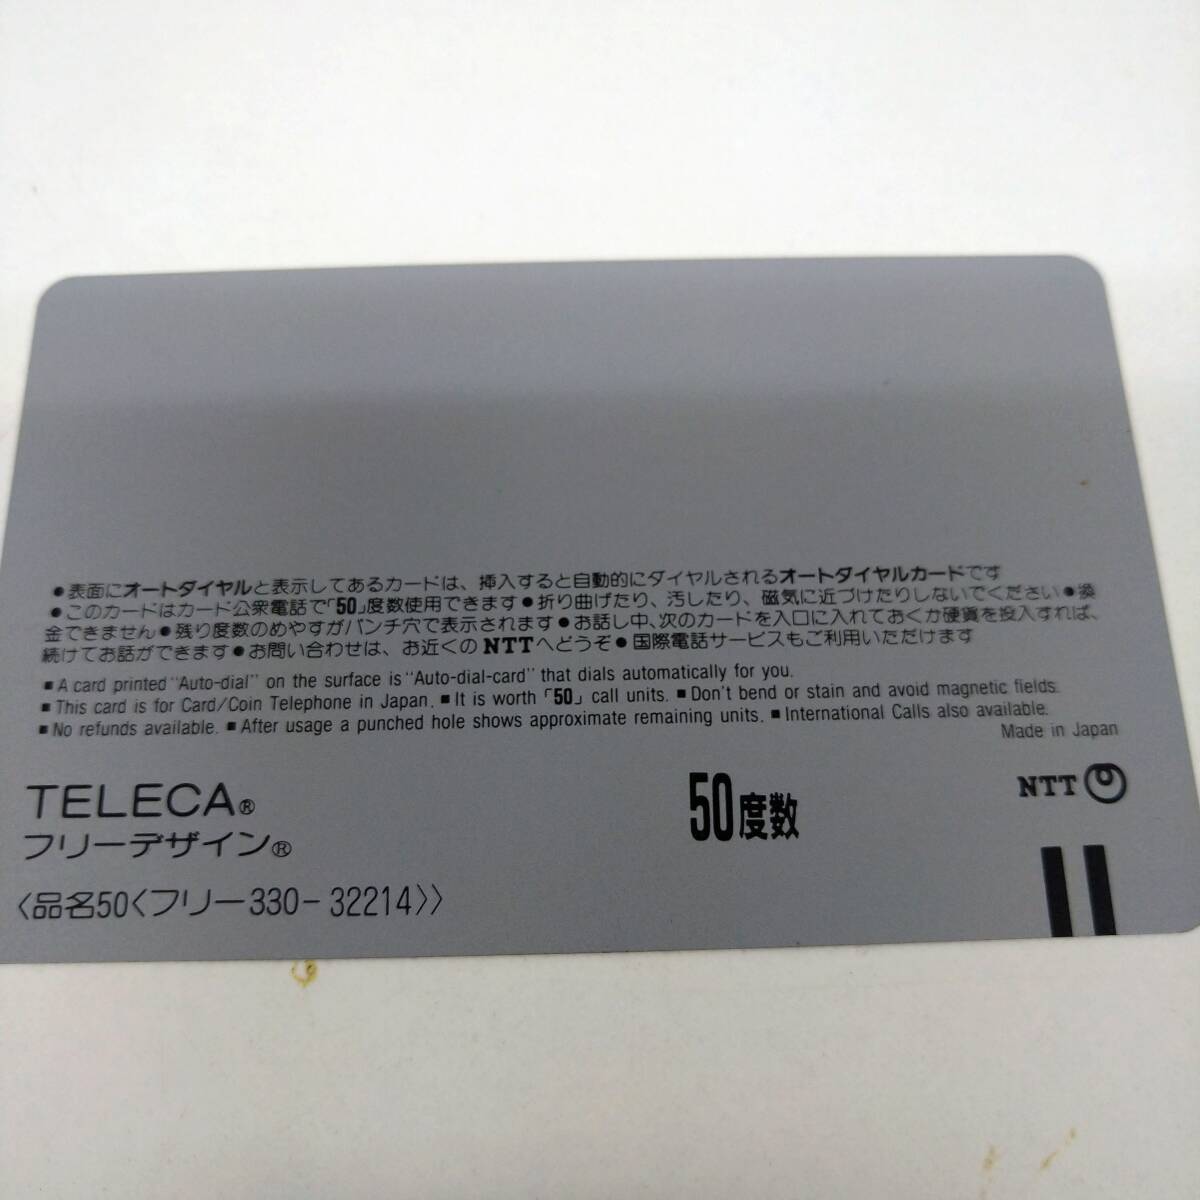 ●表面にオートダイヤルと表示してあるカードは、挿入すると自動的にダイヤルされるオートダイヤルカードです
●このカードはカード公衆電話で「50」度数使用できます●折り曲げたり、汚したり、磁気に近づけたりしないでください●換
金できません●残り度数のめやすがパンチ穴で表示されます●お話し中、次のカードを入口に入れておくか硬貨を投入すれば、
続けてお話ができます●お問い合わせは、お近くのNTTへどうぞ●国際電話サービスもご利用いただけます
■A card printed "Auto-dial" on the surface is "Auto-dial-card" that dials automatically for you.
■This card is for Card/Coin Telephone in Japan. ■It is worth「50」call units. ■Don't bend or stain and avoid magnetic fields.
■No refunds available. ■After usage a punched hole shows approximate remaining units. ■International Calls also available.
Made in Japan
TELECA®
フリーデザイン®
50度数
NTT
〈品名50〈フリー330-32214〉〉